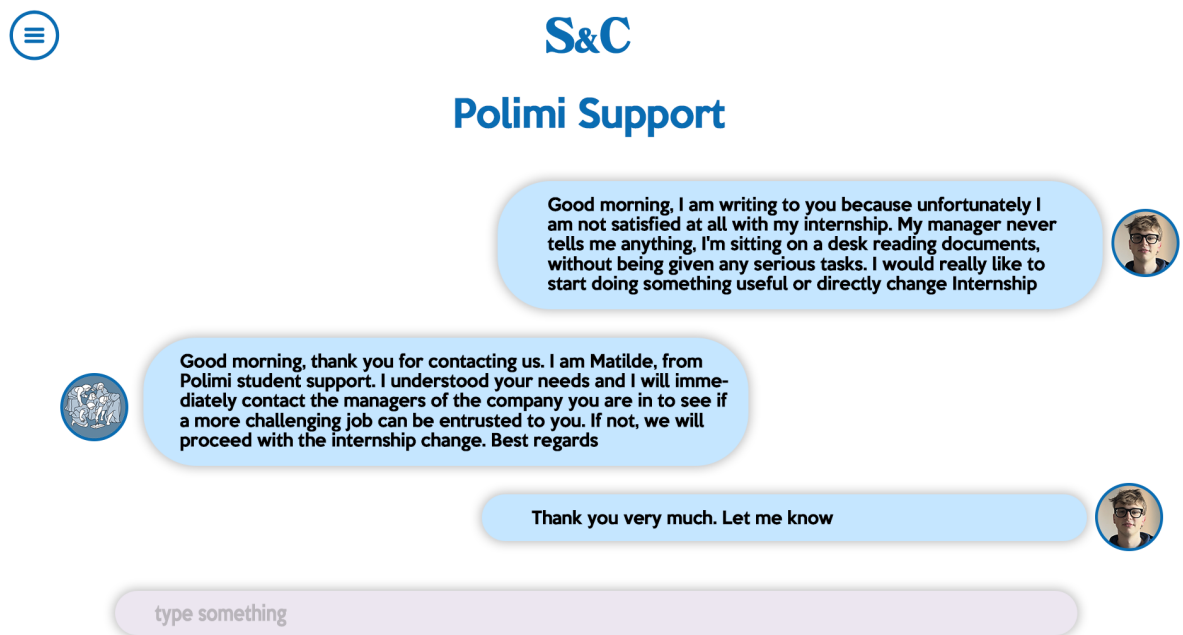 S&C
Polimi Support
Good morning, I am writing to you because unfortunately I
am not satisfied at all with my internship. My manager never
tells me anything, I'm sitting on a desk reading documents,
without being given any serious tasks. I would really like to
start doing something useful or directly change Internship
Good morning, thank you for contacting us. I am Matilde, from
Polimi student support. I understood your needs and I will imme-
diately contact the managers of the company you are in to see if
a more challenging job can be entrusted to you. If not, we will
proceed with the internship change. Best regards
Thank you very much. Let me know
type something